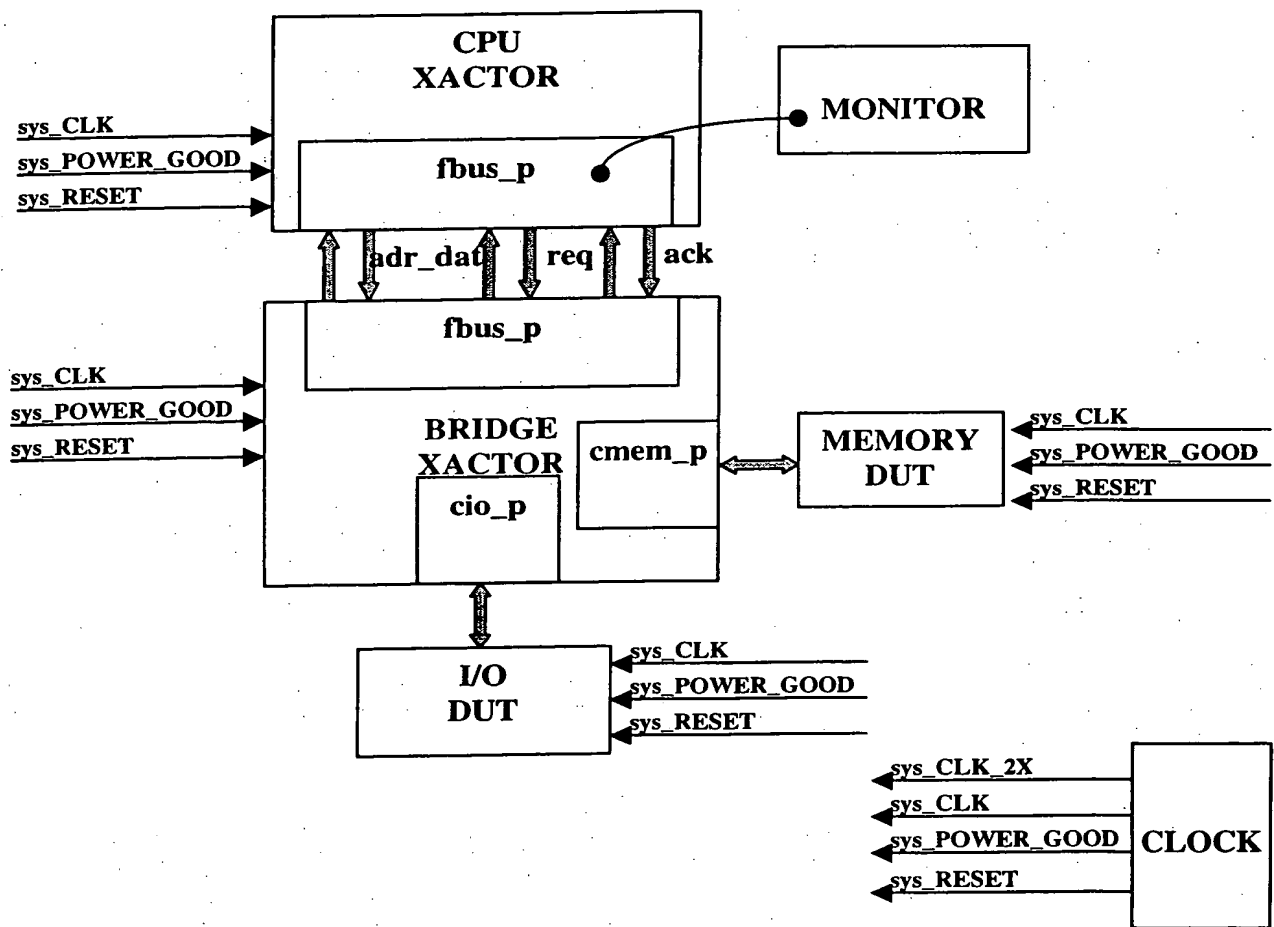 CPU
XACTOR
MONITOR
sys_CLK
sys_POWER_GOOD
sys_RESET
fbus_p
adr_dat
req
ack
fbus_p
sys_CLK
sys_POWER_GOOD
sys_RESET
BRIDGE
XACTOR
cmem_p
cio_p
MEMORY
DUT
sys_CLK
sys_POWER_GOOD
sys_RESET
I/O
DUT
sys_CLK
sys_POWER_GOOD
sys_RESET
sys_CLK_2X
sys_CLK
sys_POWER_GOOD
sys_RESET
CLOCK